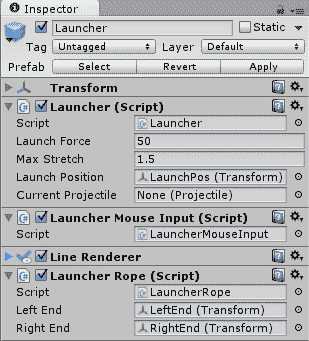 Inspector
Launcher Static
Tag Untagged Layer Default
Prefab Select Revert Apply
Transform
Launcher (Script)
Script Launcher
Launch Force 50
Max Stretch 1.5
Launch Position LaunchPos (Transform)
Current Projectile None (Projectile)
Launcher Mouse Input (Script)
Script LauncherMouseInput
Line Renderer
Launcher Rope (Script)
Script LauncherRope
Left End LeftEnd (Transform)
Right End RightEnd (Transform)